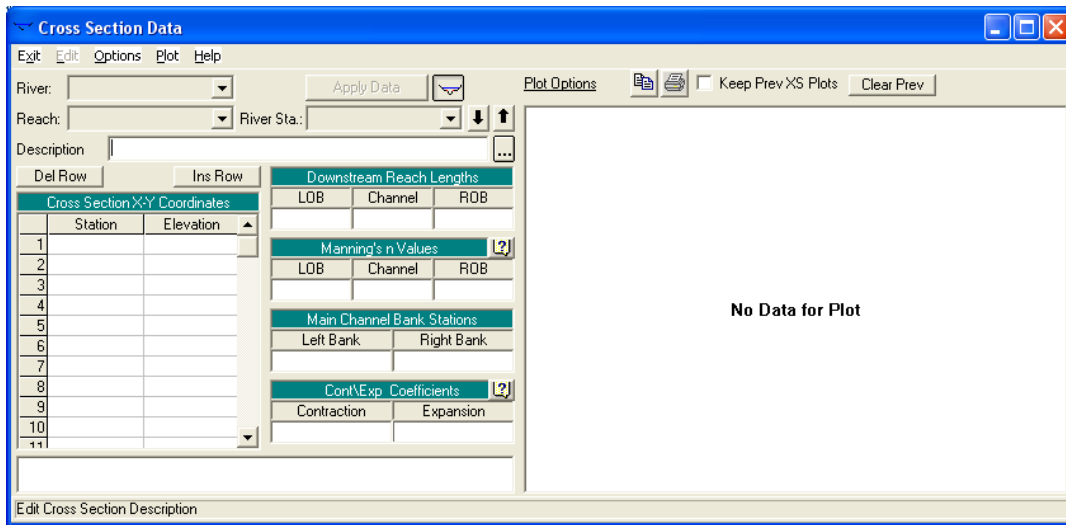 Cross Section Data
Exit Edit Options Plot Help
River: Apply Data Plot Options Keep Prev XS Plots Clear Prev
Reach: River Sta.:
Description ...
Del Row Ins Row Downstream Reach Lengths
Cross Section X-Y Coordinates LOB Channel ROB
Station Elevation
1 Manning's n Values
2 LOB Channel ROB
3
4 Main Channel Bank Stations No Data for Plot
5
6 Left Bank Right Bank
7
8 Cont\Exp Coefficients
9 Contraction Expansion
10
11
Edit Cross Section Description